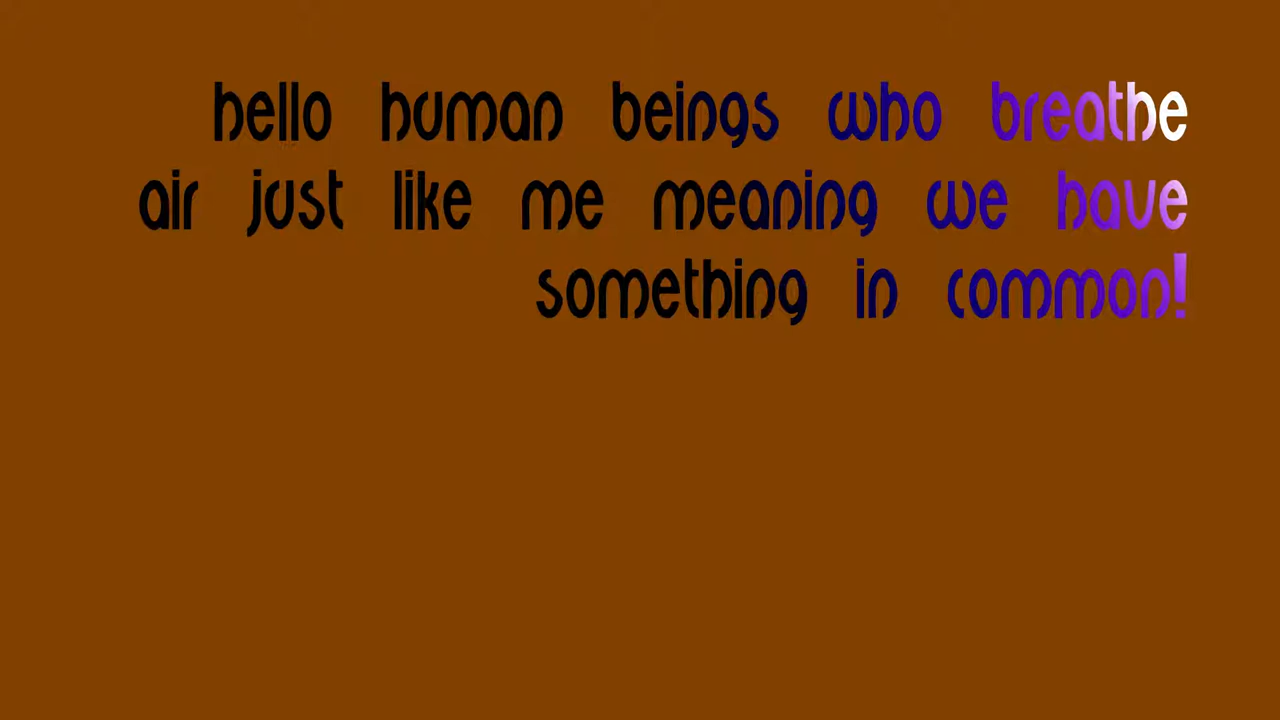 hello human beings who breathe
air just like me meaning we have
something in common!